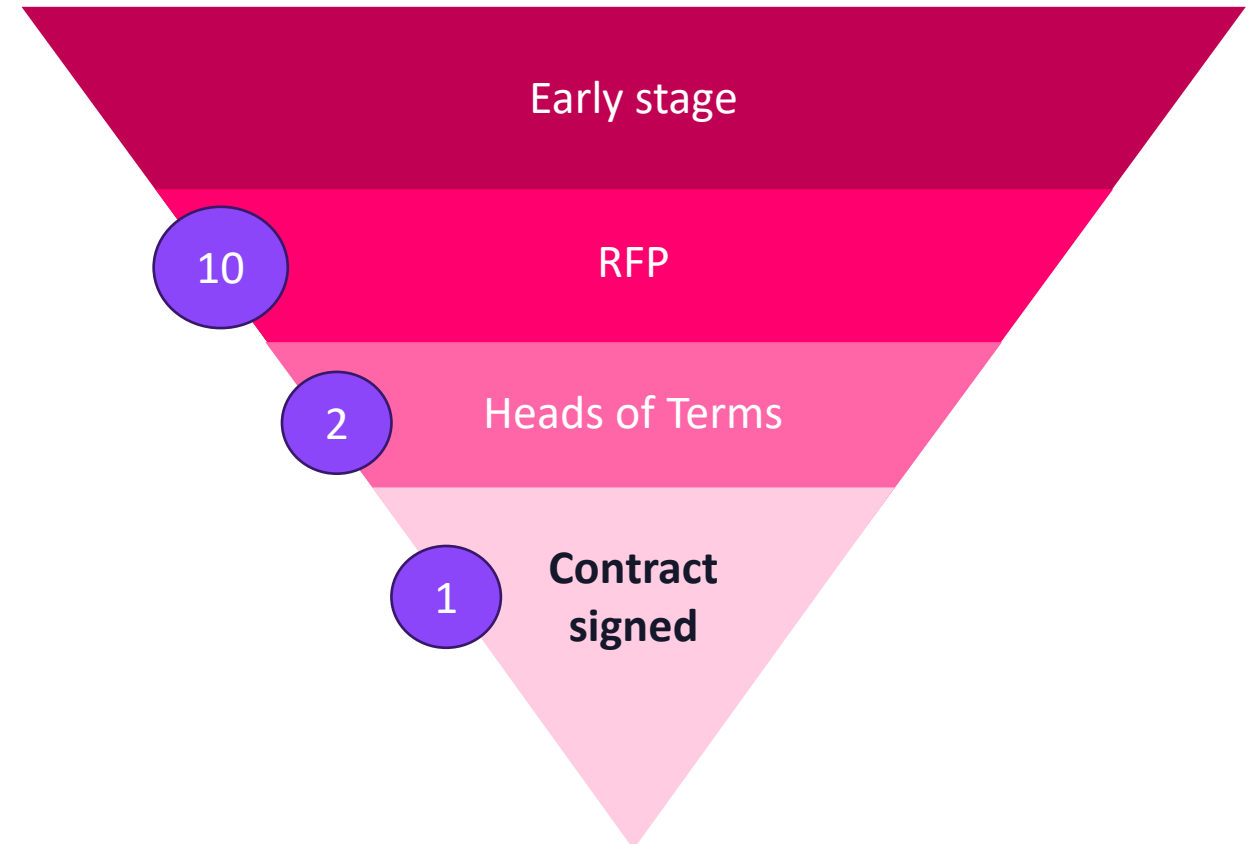 Early stage
10
RFP
2
Heads of Terms
1
Contract
signed